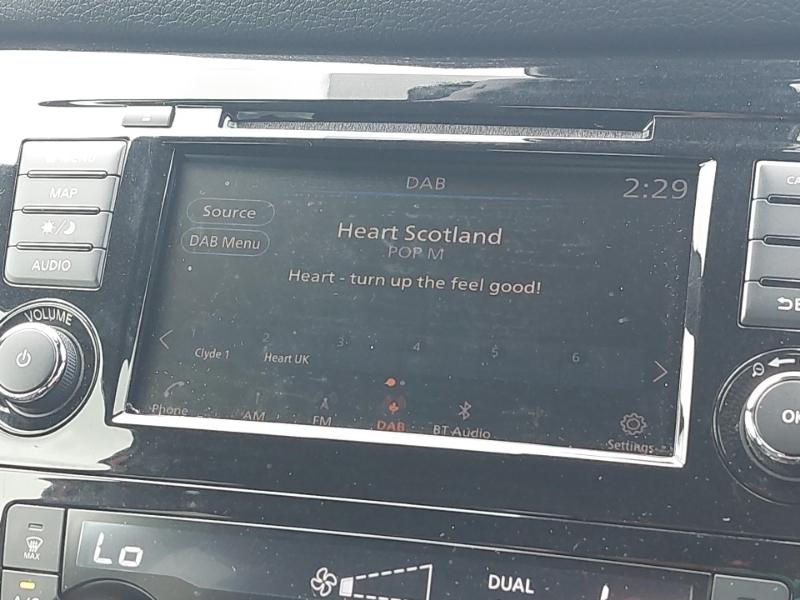 DAB
2:29
Source
DAB Menu
Heart Scotland
POP M
Heart - turn up the feel good!
1 2 3 4 5 6
Clyde 1
Heart UK
Phone
AM
FM
DAB
BT Audio
Settings
MENU
MAP
AUDIO
VOLUME
OK
MAX
Lo
DUAL